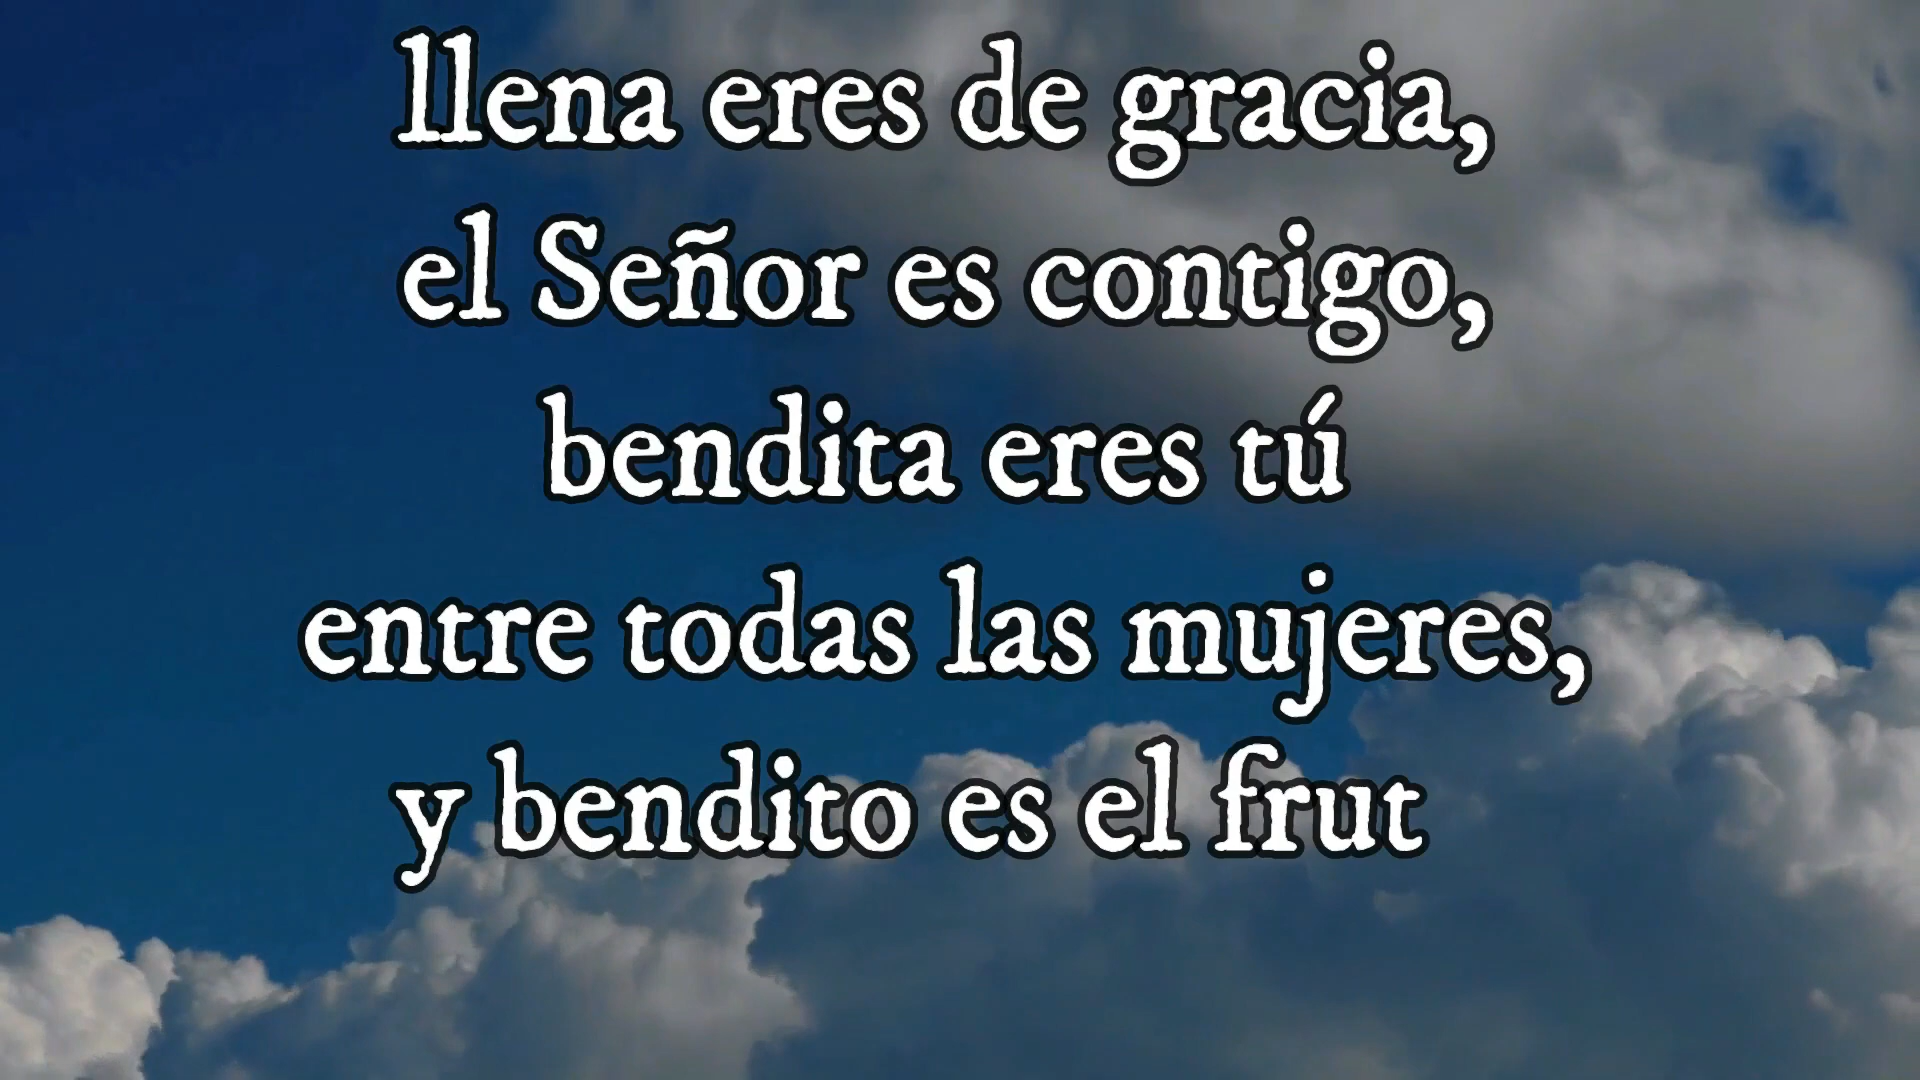 llena eres de gracia,
el Señor es contigo,
bendita eres tú
entre todas las mujeres,
y bendito es el frut